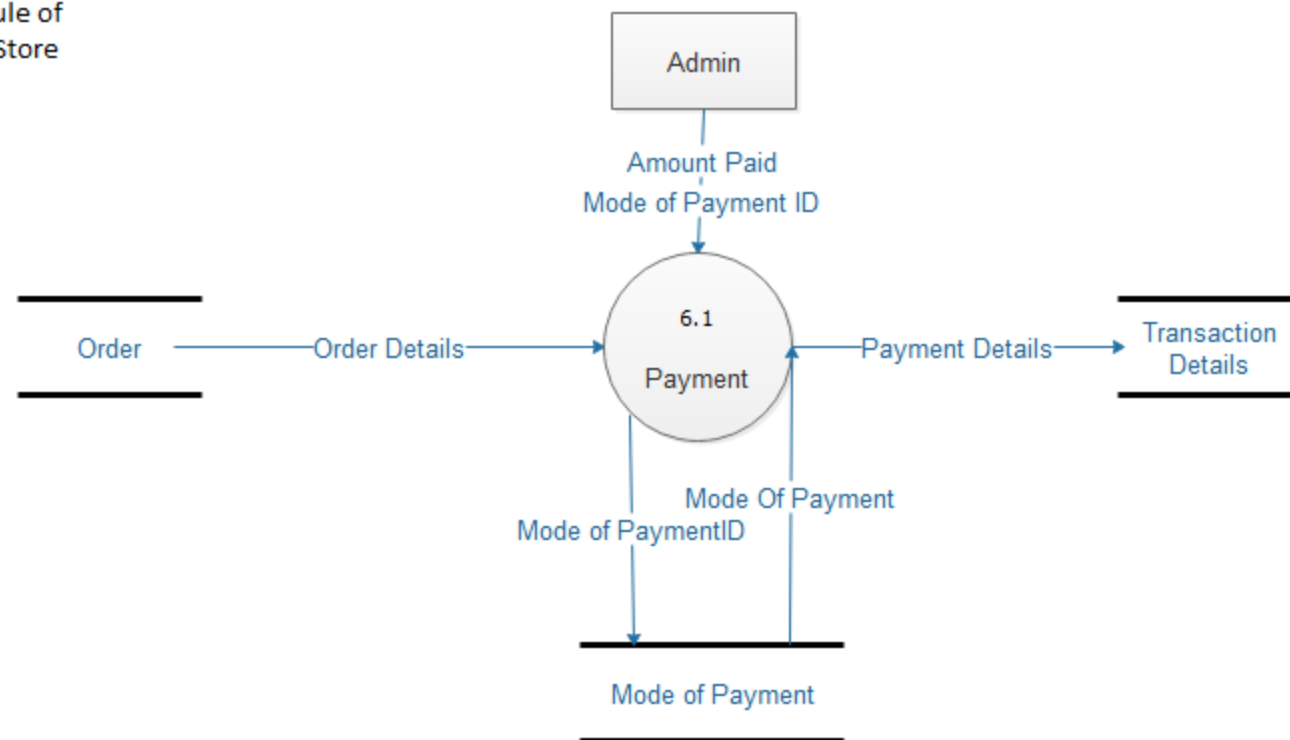 of
Store
Admin
Amount Paid
Mode of Payment ID
6.1
Payment
Order
Order Details
Payment Details
Transaction
Details
Mode Of Payment
Mode of PaymentID
Mode of Payment